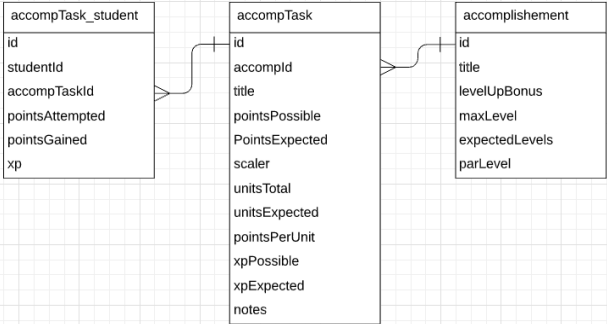 accompTask_student
id
studentId
accompTaskId
pointsAttempted
pointsGained
xp
accompTask
id
accompId
title
pointsPossible
PointsExpected
scaler
unitsTotal
unitsExpected
pointsPerUnit
xpPossible
xpExpected
notes
accomplishement
id
title
levelUpBonus
maxLevel
expectedLevels
parLevel